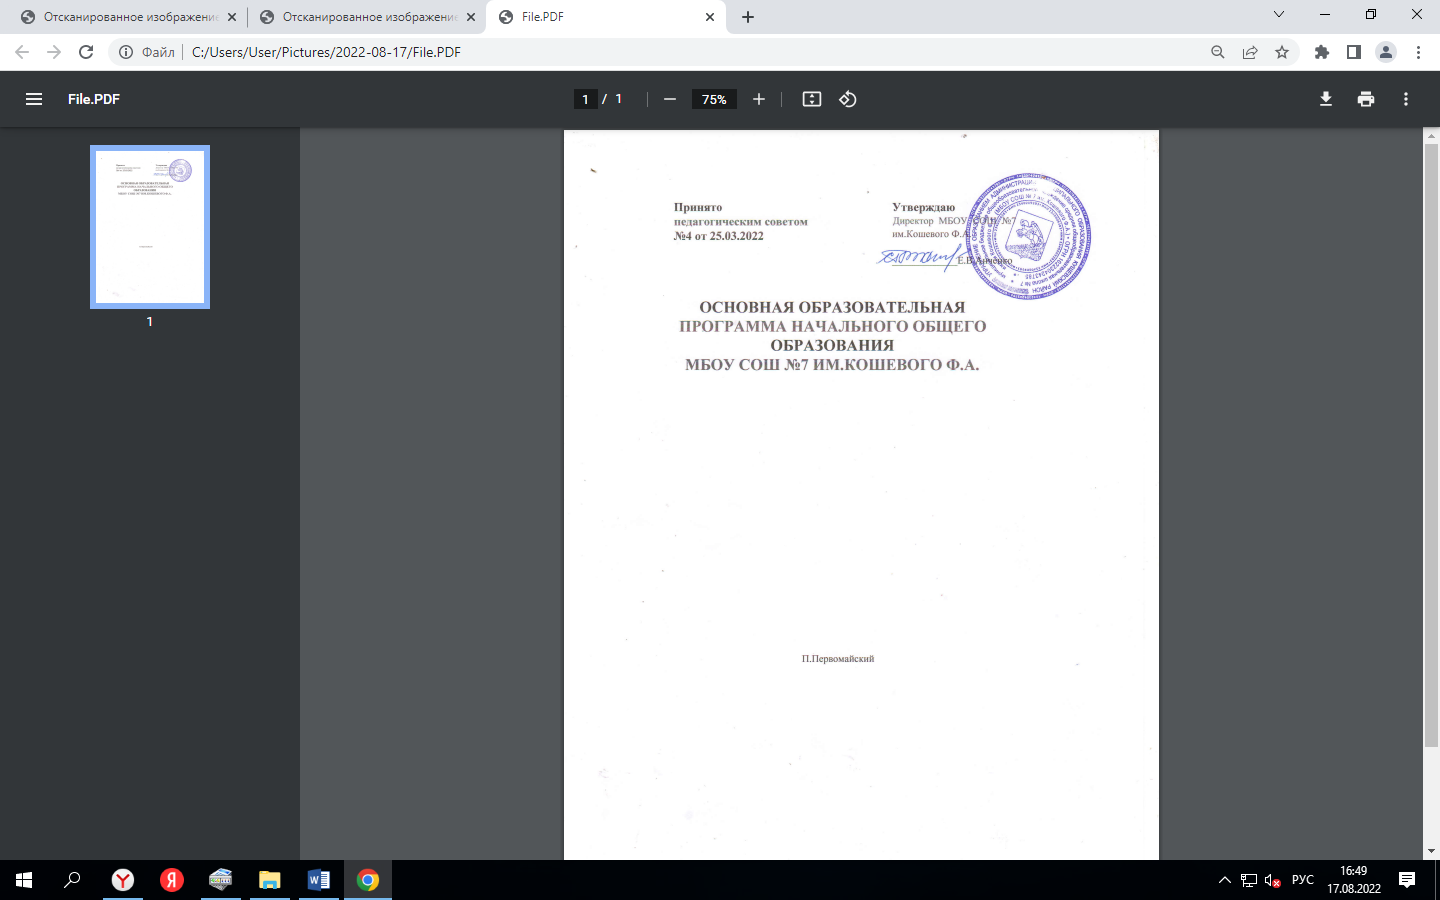 Отсканированное изображение
Отсканированное изображение
File.PDF
Файл
C:/Users/User/Pictures/2022-08-17/File.PDF
File.PDF
1 / 1
75%
1
Принято
педагогическим советом
№4 от 25.03.2022
Утверждаю
Директор МБОУ СОШ №7
им.Кошевого Ф.А.
ОСНОВНАЯ ОБРАЗОВАТЕЛЬНАЯ
ПРОГРАММА НАЧАЛЬНОГО ОБЩЕГО
ОБРАЗОВАНИЯ
МБОУ СОШ №7 ИМ.КОШЕВОГО Ф.А.
П.Первомайский
РУС
16:49
17.08.2022